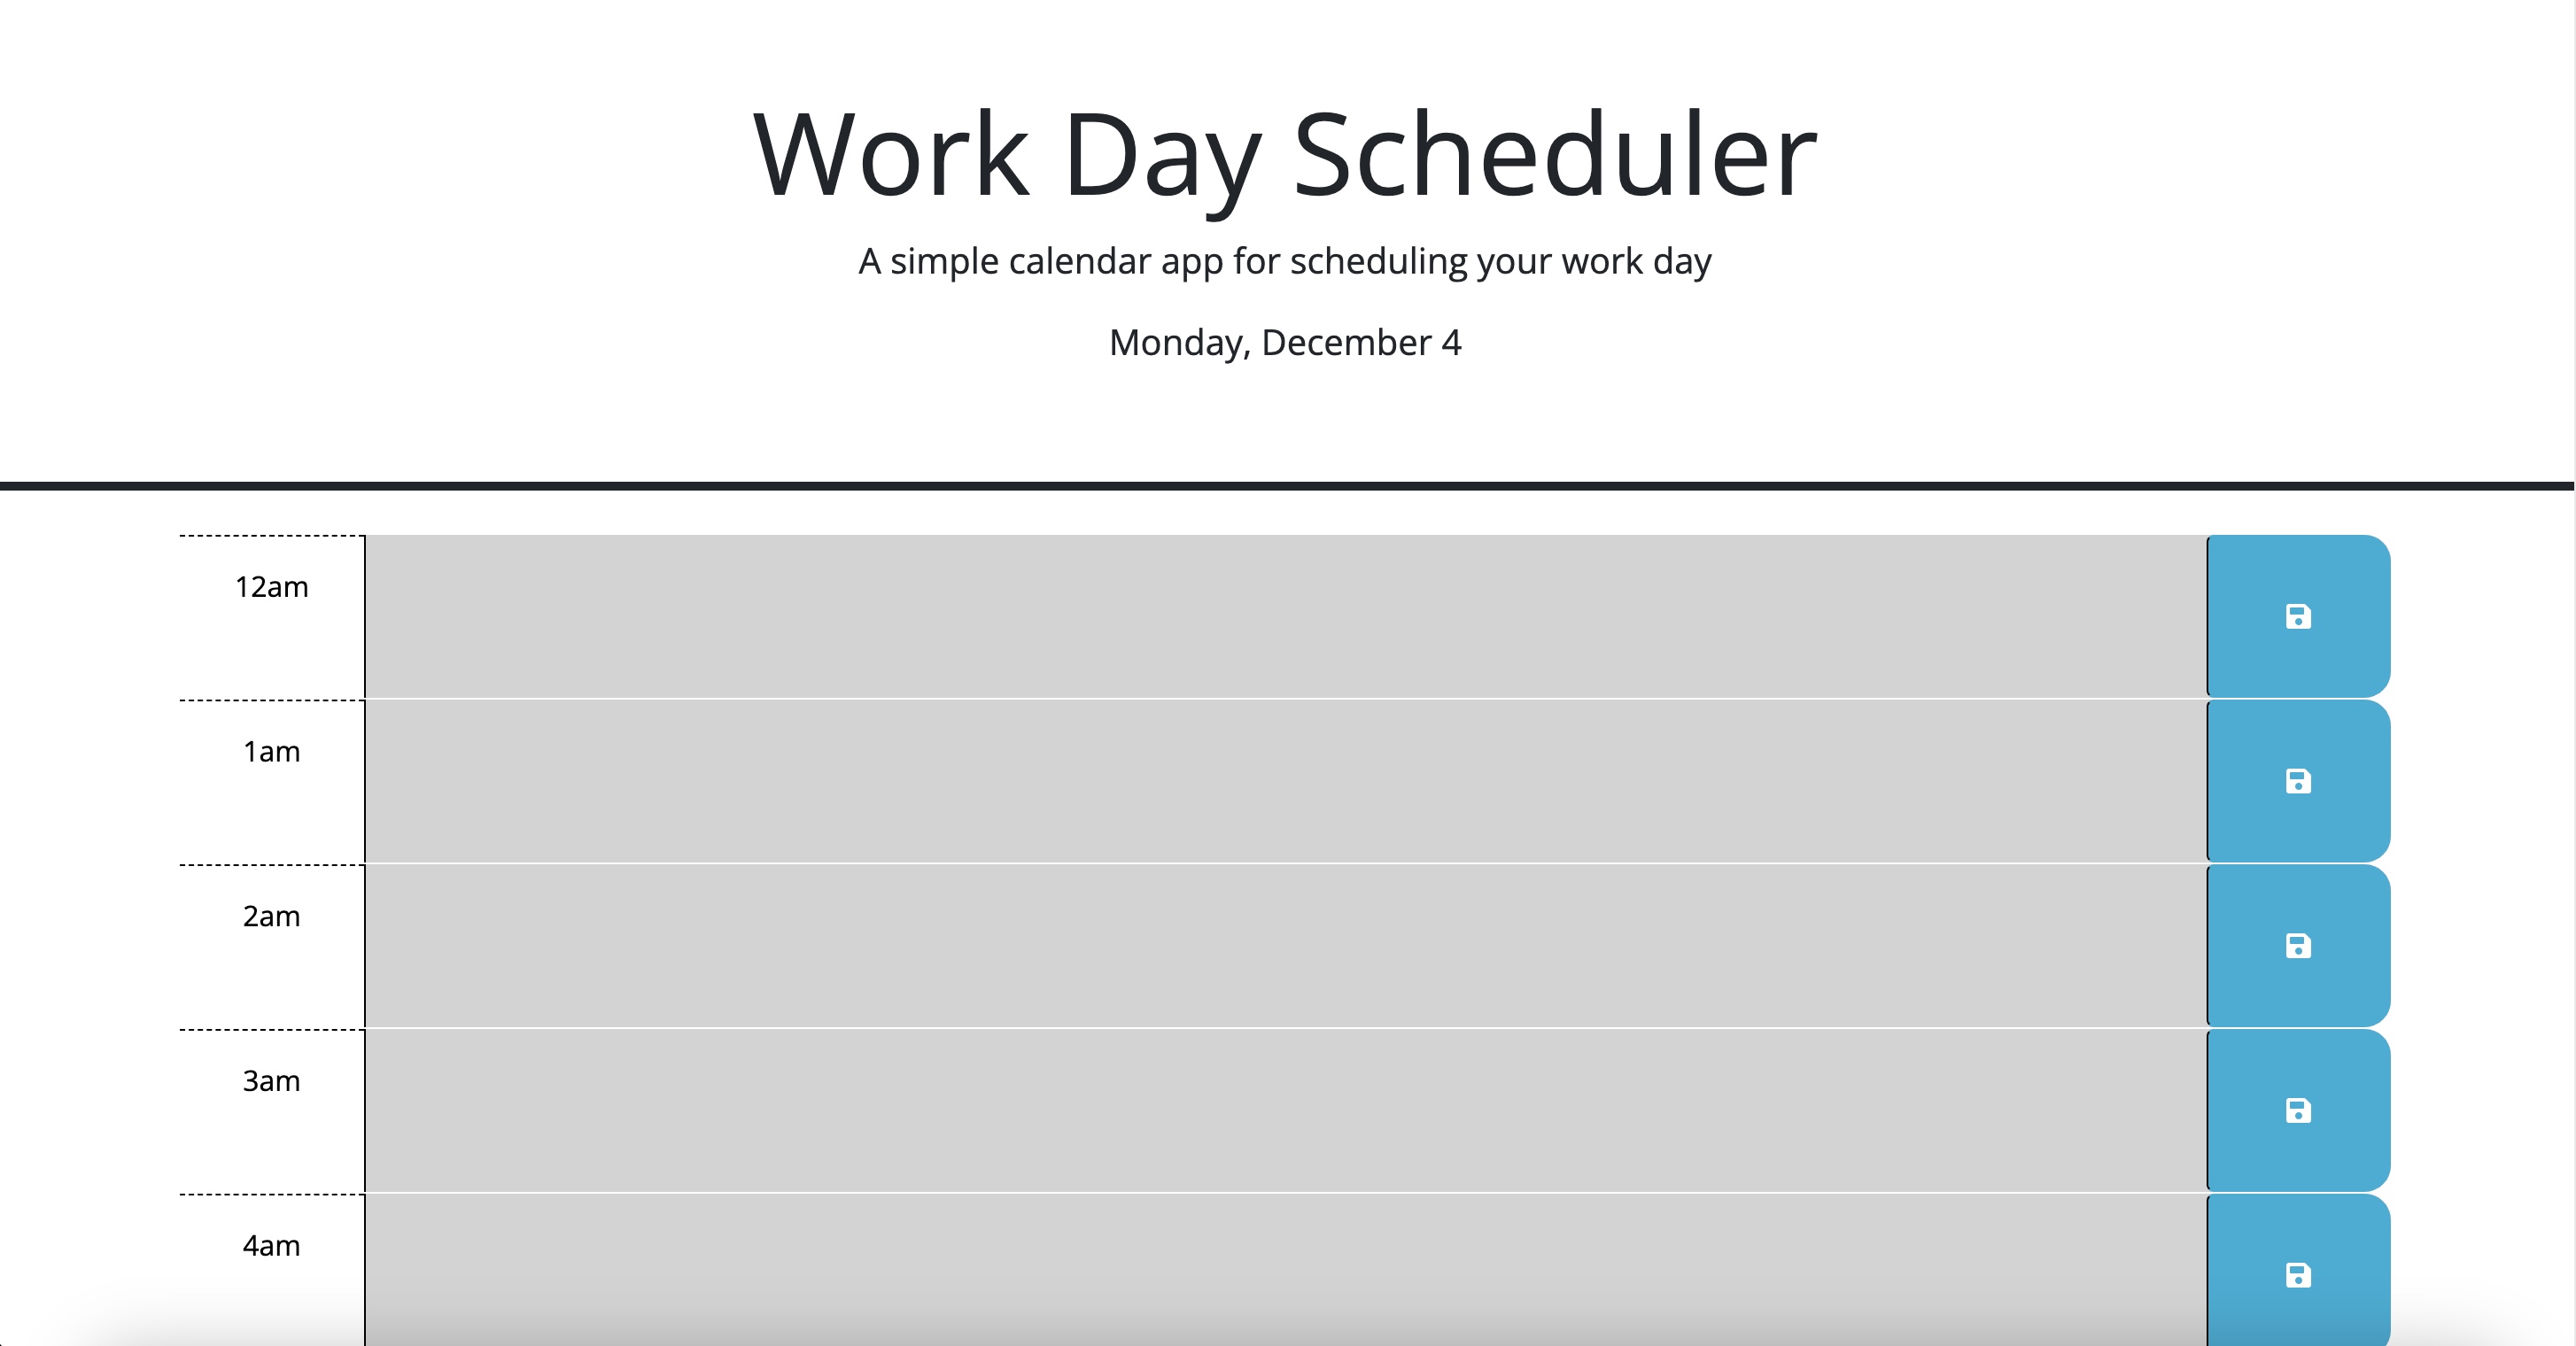 Work Day Scheduler
A simple calendar app for scheduling your work day
Monday, December 4
12am
1am
2am
3am
4am